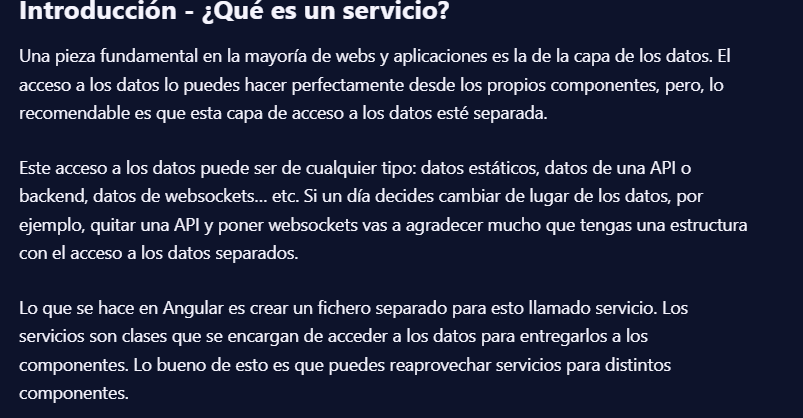 Introducción - ¿Qué es un servicio?
Una pieza fundamental en la mayoría de webs y aplicaciones es la de la capa de los datos. El
acceso a los datos lo puedes hacer perfectamente desde los propios componentes, pero, lo
recomendable es que esta capa de acceso a los datos esté separada.
Este acceso a los datos puede ser de cualquier tipo: datos estáticos, datos de una API o
backend, datos de websockets... etc. Si un día decides cambiar de lugar de los datos, por
ejemplo, quitar una API y poner websockets vas a agradecer mucho que tengas una estructura
con el acceso a los datos separados.
Lo que se hace en Angular es crear un fichero separado para esto llamado servicio. Los
servicios son clases que se encargan de acceder a los datos para entregarlos a los
componentes. Lo bueno de esto es que puedes reaprovechar servicios para distintos
componentes.